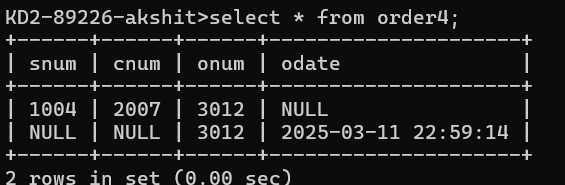 KD2-89226-akshit>select * from order4;
+------+------+------+---------------------+
| snum | cnum | onum | odate               |
+------+------+------+---------------------+
| 1004 | 2007 | 3012 | NULL                |
| NULL | NULL | 3012 | 2025-03-11 22:59:14 |
+------+------+------+---------------------+
2 rows in set (0.00 sec)